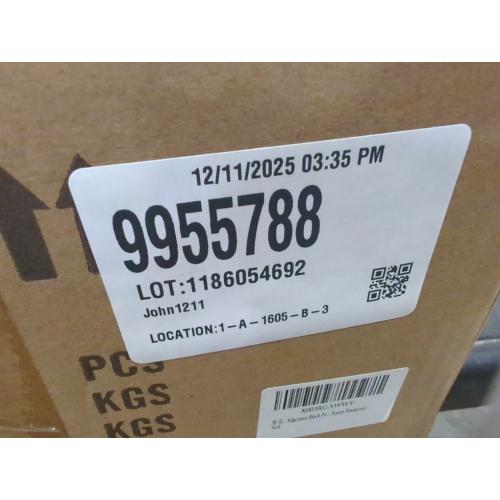 12/11/2025 03:35 PM
9955788
LOT:1186054692
John1211
LOCATION:1-A-1605-B-3
PCS
KGS
KGS